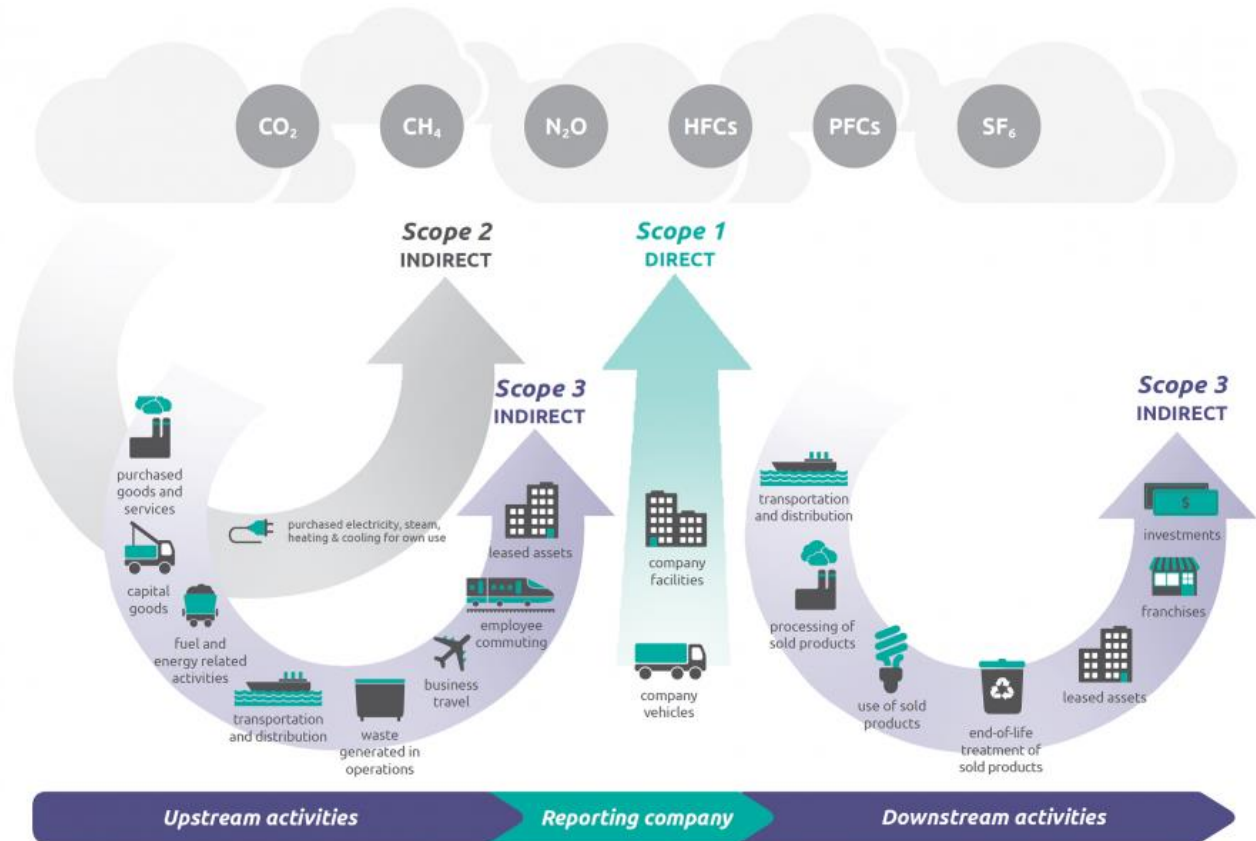 CO₂
CH₄
N₂O
HFCs
PFCs
SF₆
Scope 2
INDIRECT
Scope 1
DIRECT
Scope 3
INDIRECT
Scope 3
INDIRECT
purchased
goods and
services
capital
goods
fuel and
energy related
activities
transportation
and distribution
waste
generated in
operations
business
travel
employee
commuting
leased assets
purchased electricity, steam,
heating & cooling for own use
company
facilities
company
vehicles
transportation
and distribution
processing of
sold products
use of sold
products
end-of-life
treatment of
sold products
leased assets
franchises
$
investments
Upstream activities
Reporting company
Downstream activities